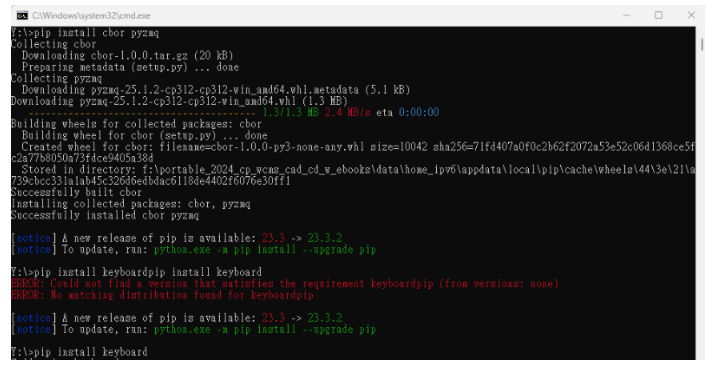 C:\Windows\system32\cmd.exe
Y:\>pip install cbor pyzmq
Collecting cbor
  Downloading cbor-1.0.0.tar.gz (20 kB)
  Preparing metadata (setup.py) ... done
Collecting pyzmq
  Downloading pyzmq-25.1.2-cp312-cp312-win_amd64.whl.metadata (5.1 kB)
Downloading pyzmq-25.1.2-cp312-cp312-win_amd64.whl (1.3 MB)
   ---------------------------------------- 1.3/1.3 MB 2.4 MB/s eta 0:00:00
Building wheels for collected packages: cbor
  Building wheel for cbor (setup.py) ... done
  Created wheel for cbor: filename=cbor-1.0.0-py3-none-any.whl size=10042 sha256=71fd407a0f0c2b62f2072a53e52c06d1368ce5f
c2a77b8050a73fdce9405a38d
  Stored in directory: f:\portable_2024_cp_wcms_cad_cd_w_ebooks\data\home_ipv6\appdata\local\pip\cache\wheels\44\3e\21\a
739cbcc331a1ab45c326d6edbdac6118de4402f6076e30ff1
Successfully built cbor
Installing collected packages: cbor, pyzmq
Successfully installed cbor pyzmq
[notice] A new release of pip is available: 23.3 -> 23.3.2
[notice] To update, run: python.exe -m pip install --upgrade pip
Y:\>pip install keyboardpip install keyboard
ERROR: Could not find a version that satisfies the requirement keyboardpip (from versions: none)
ERROR: No matching distribution found for keyboardpip
[notice] A new release of pip is available: 23.3 -> 23.3.2
[notice] To update, run: python.exe -m pip install --upgrade pip
Y:\>pip install keyboard